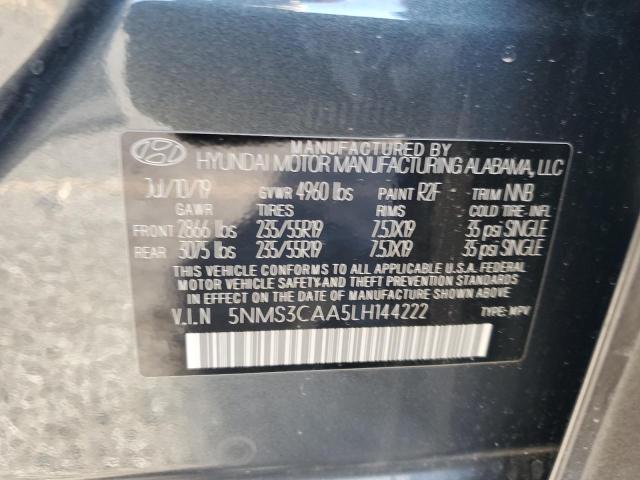 MANUFACTURED BY
HYUNDAI MOTOR MANUFACTURING ALABAMA, LLC
JUL/10/19 GVWR 4960 lbs PAINT R2F TRIM NNB
GAWR TIRES RIMS COLD TIRE-INFL
FRONT 2866 lbs 235/55R19 7.5JX19 35 psi SINGLE
REAR 3075 lbs 235/55R19 7.5JX19 35 psi SINGLE
THIS VEHICLE CONFORMS TO ALL APPLICABLE U.S.A. FEDERAL
MOTOR VEHICLE SAFETY AND THEFT PREVENTION STANDARDS
IN EFFECT ON THE DATE OF MANUFACTURE SHOWN ABOVE.
V.I.N 5NMS3CAA5LH144222 TYPE: MPV